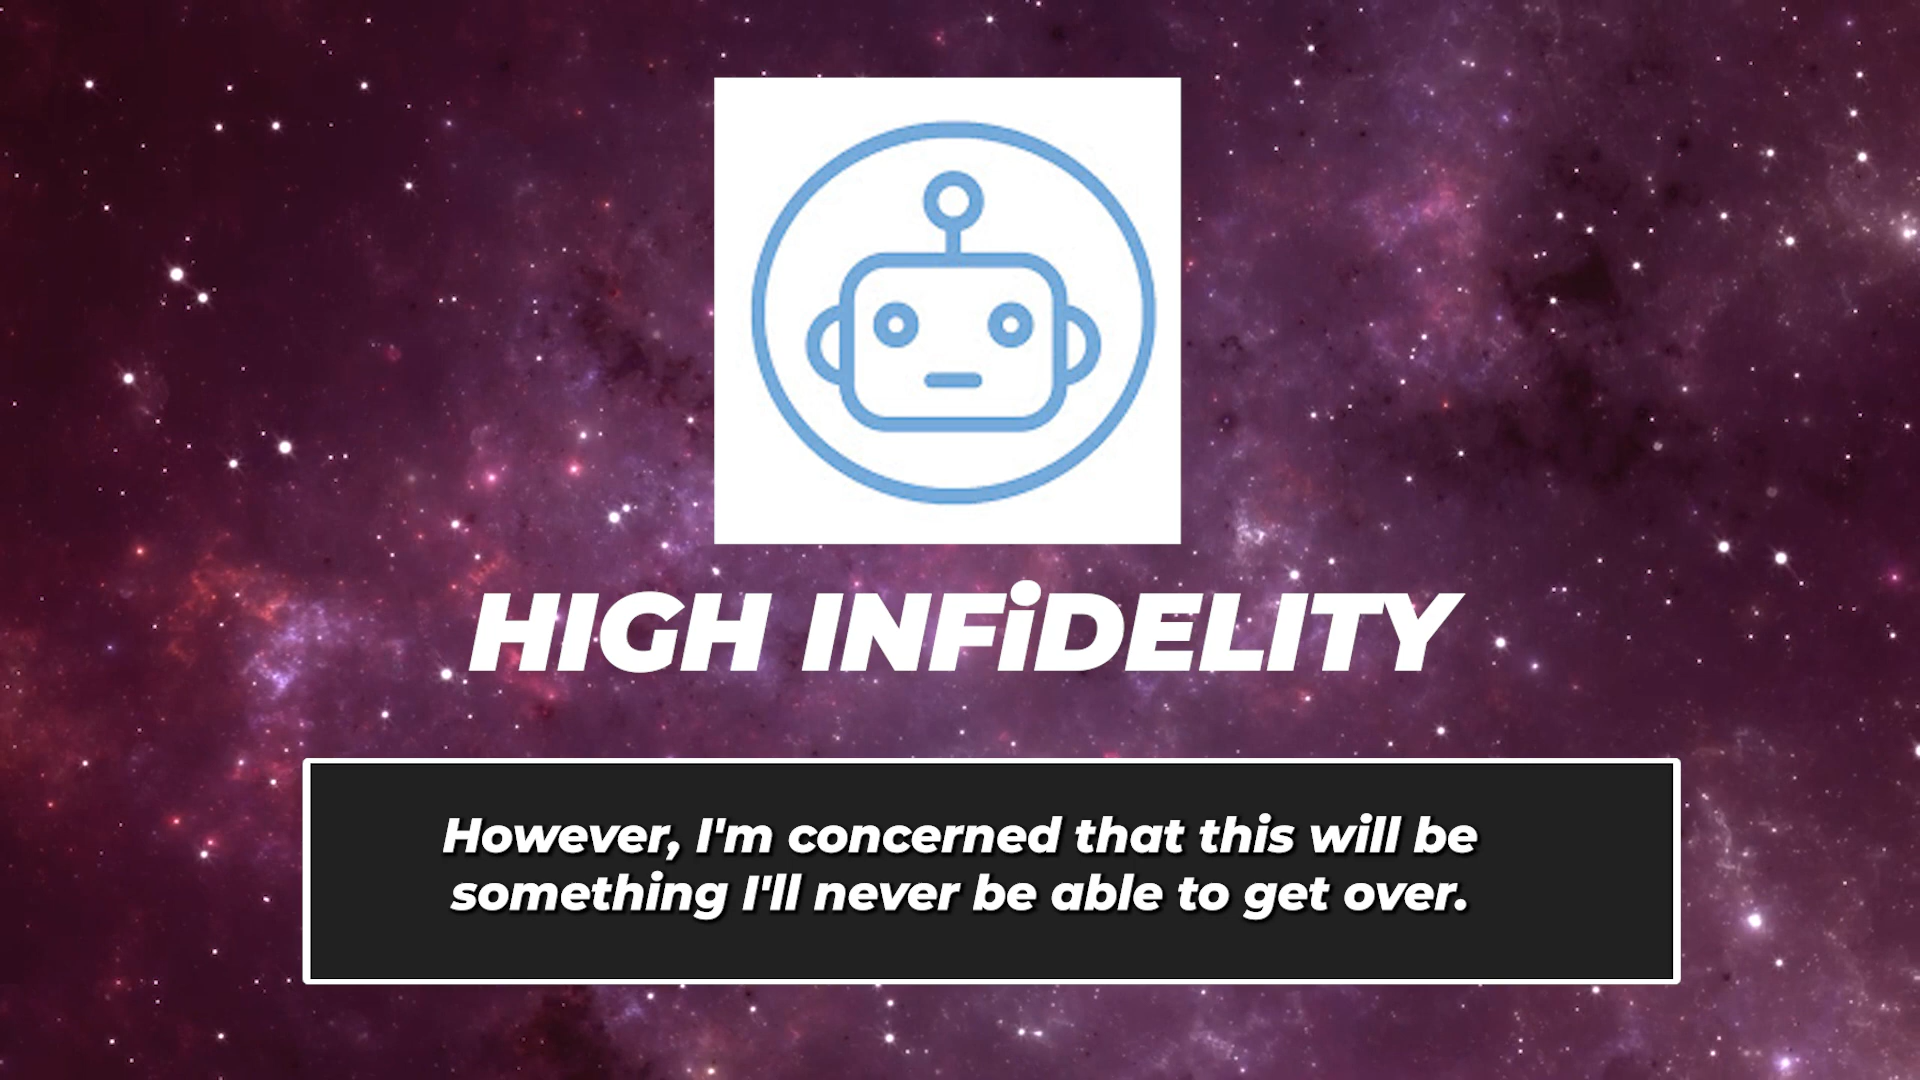 HIGH INFiDELITY
However, I'm concerned that this will be
something I'll never be able to get over.